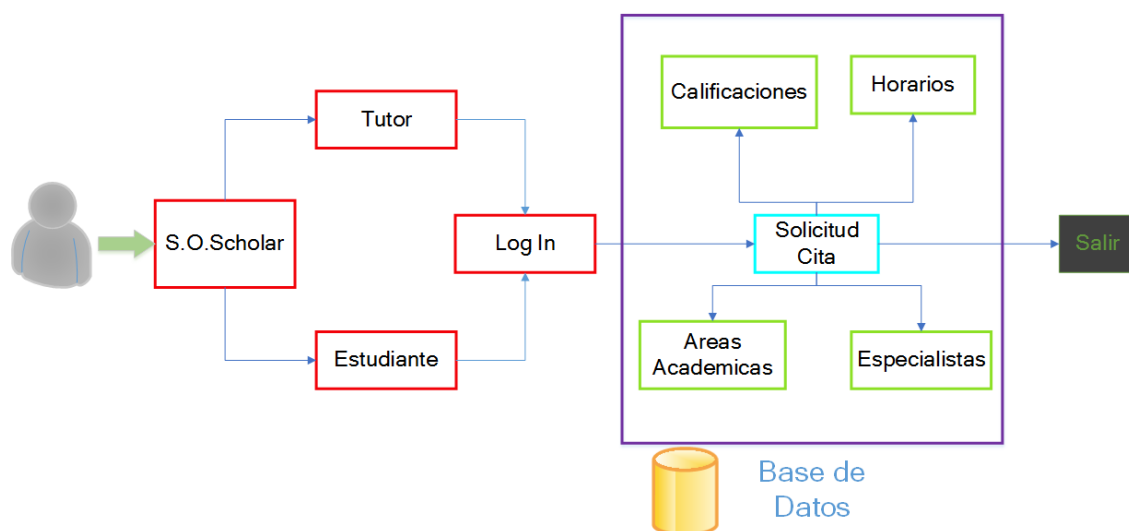 Calificaciones
Horarios
Tutor
S.O.Scholar
Log In
Solicitud
Cita
Salir
Estudiante
Areas
Academicas
Especialistas
Base de
Datos